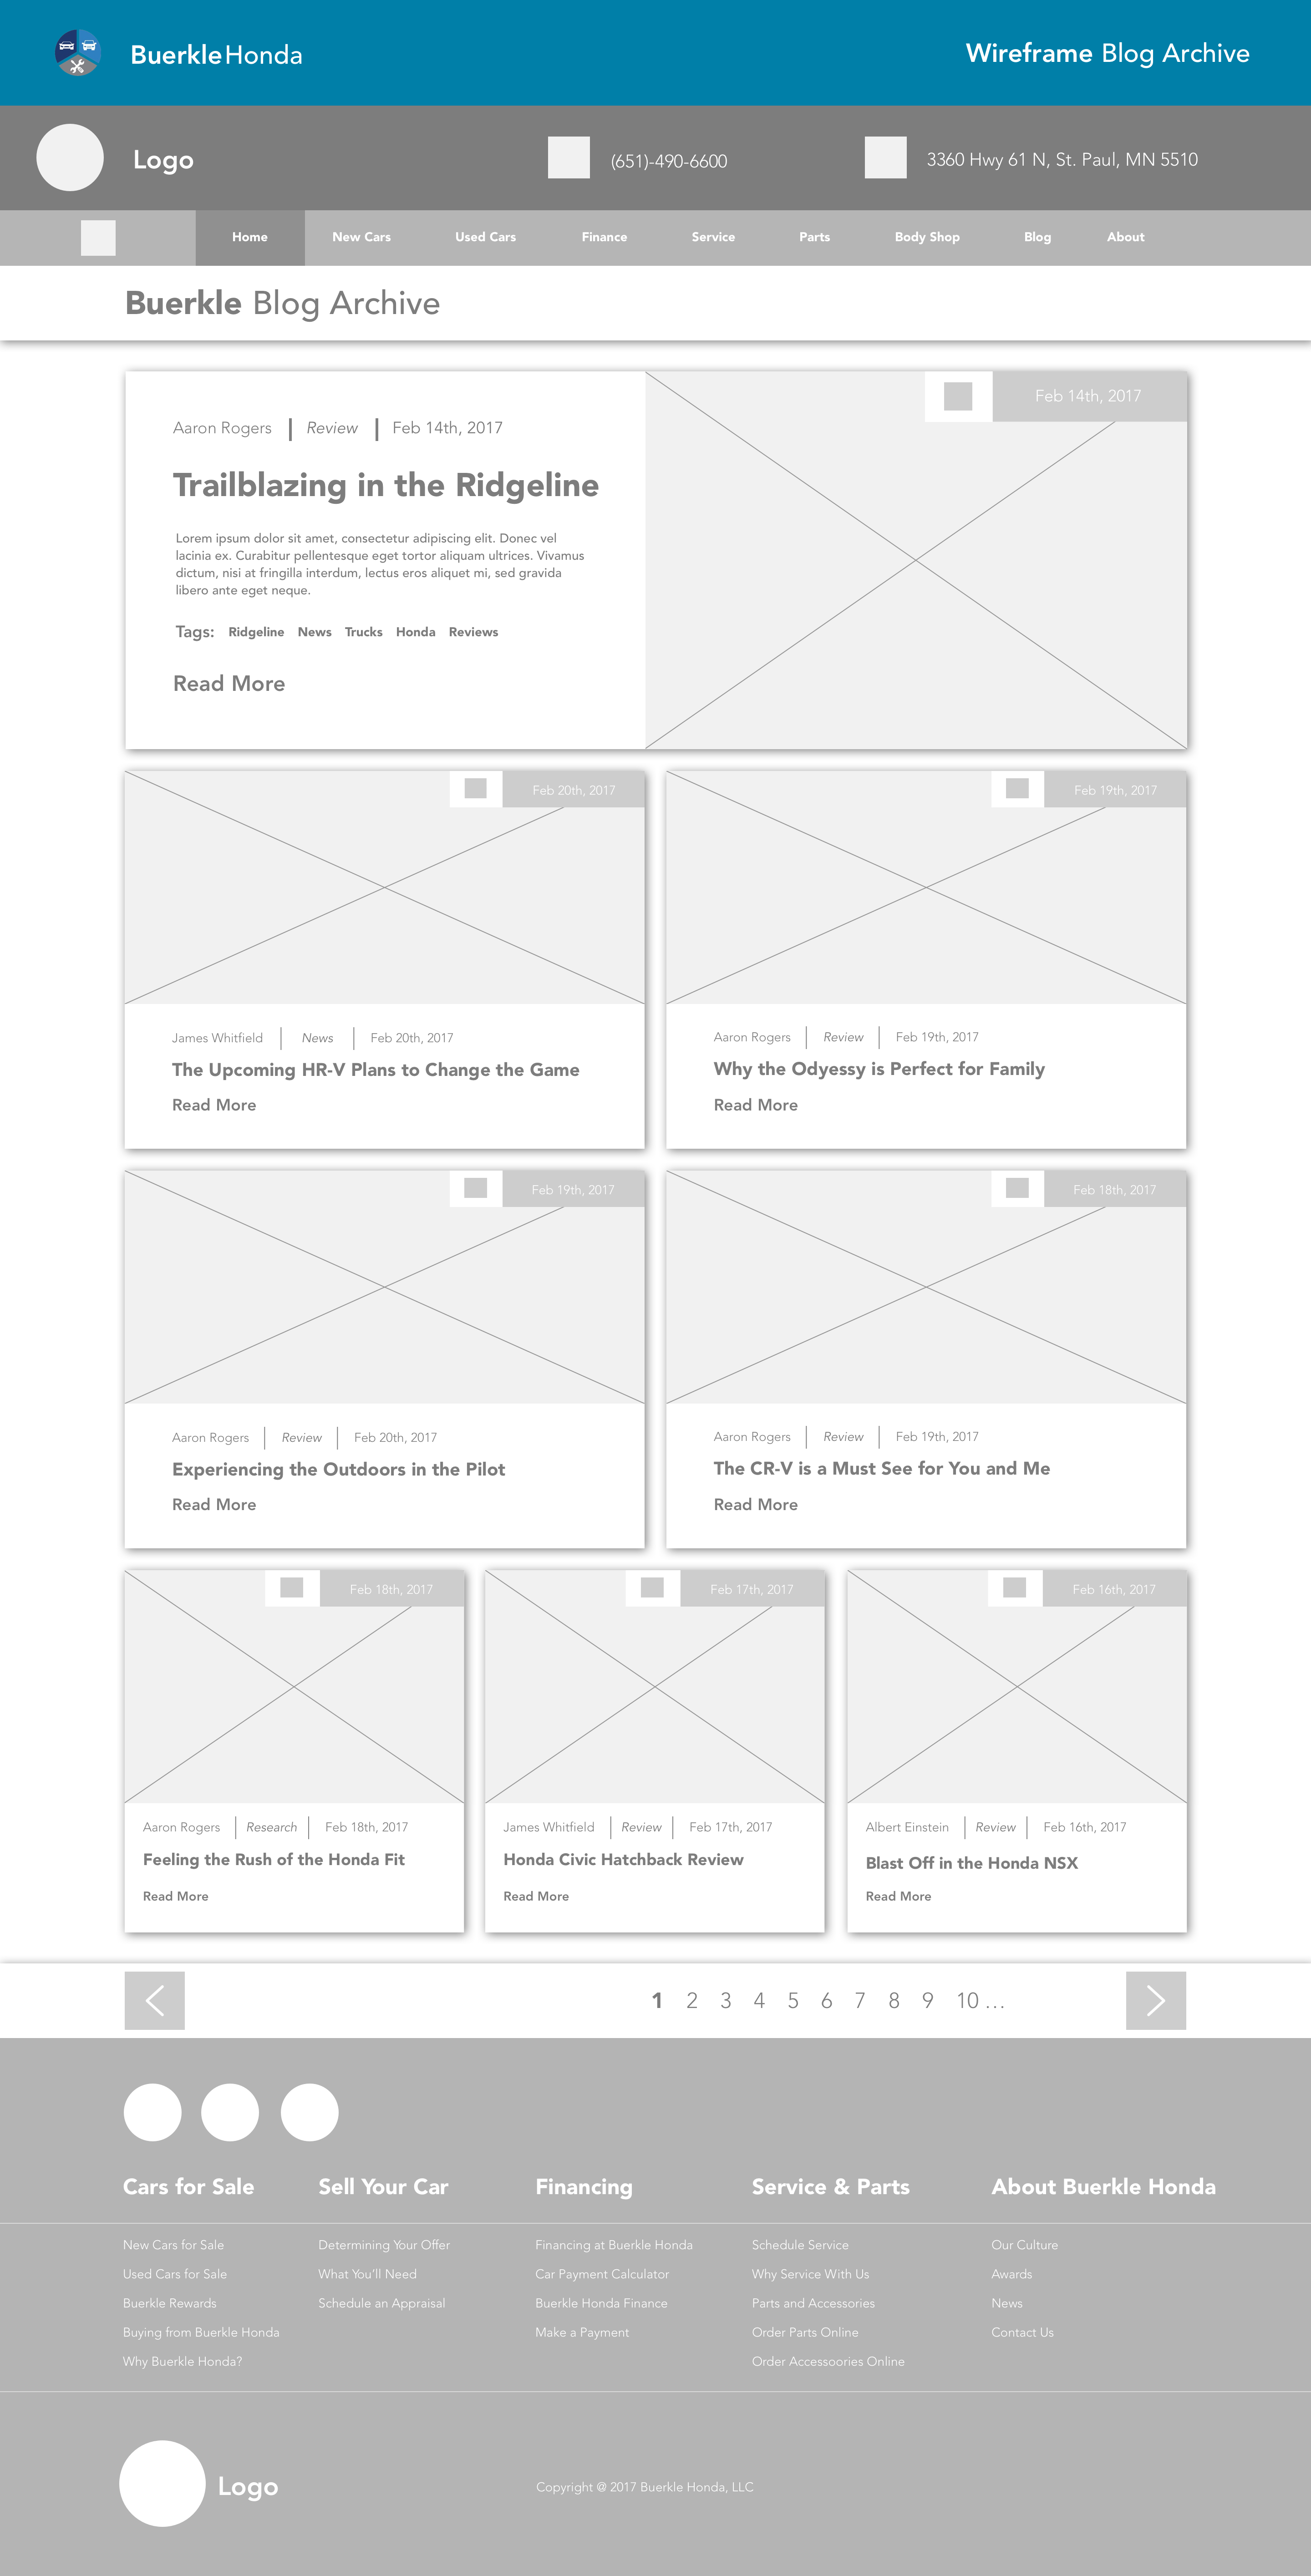 BuerkleHonda
Wireframe Blog Archive
Logo
(651)-490-6600
3360 Hwy 61 N, St. Paul, MN 5510
Home New Cars Used Cars Finance Service Parts Body Shop Blog About
Buerkle Blog Archive
Aaron Rogers | Review | Feb 14th, 2017
Feb 14th, 2017
Trailblazing in the Ridgeline
Lorem ipsum dolor sit amet, consectetur adipiscing elit. Donec vel
lacinia ex. Curabitur pellentesque eget tortor aliquam ultrices. Vivamus
dictum, nisi at fringilla interdum, lectus eros aliquet mi, sed gravida
libero ante eget neque.
Tags: Ridgeline News Trucks Honda Reviews
Read More
Feb 20th, 2017
James Whitfield | News | Feb 20th, 2017
The Upcoming HR-V Plans to Change the Game
Read More
Feb 19th, 2017
Aaron Rogers | Review | Feb 19th, 2017
Why the Odyessy is Perfect for Family
Read More
Feb 19th, 2017
Aaron Rogers | Review | Feb 20th, 2017
Experiencing the Outdoors in the Pilot
Read More
Feb 18th, 2017
Aaron Rogers | Review | Feb 19th, 2017
The CR-V is a Must See for You and Me
Read More
Feb 18th, 2017
Aaron Rogers | Research | Feb 18th, 2017
Feeling the Rush of the Honda Fit
Read More
Feb 17th, 2017
James Whitfield | Review | Feb 17th, 2017
Honda Civic Hatchback Review
Read More
Feb 16th, 2017
Albert Einstein | Review | Feb 16th, 2017
Blast Off in the Honda NSX
Read More
1 2 3 4 5 6 7 8 9 10 ...
Cars for Sale
New Cars for Sale
Used Cars for Sale
Buerkle Rewards
Buying from Buerkle Honda
Why Buerkle Honda?
Sell Your Car
Determining Your Offer
What You'll Need
Schedule an Appraisal
Financing
Financing at Buerkle Honda
Car Payment Calculator
Buerkle Honda Finance
Make a Payment
Service & Parts
Schedule Service
Why Service With Us
Parts and Accessories
Order Parts Online
Order Accessoories Online
About Buerkle Honda
Our Culture
Awards
News
Contact Us
Logo
Copyright @ 2017 Buerkle Honda, LLC